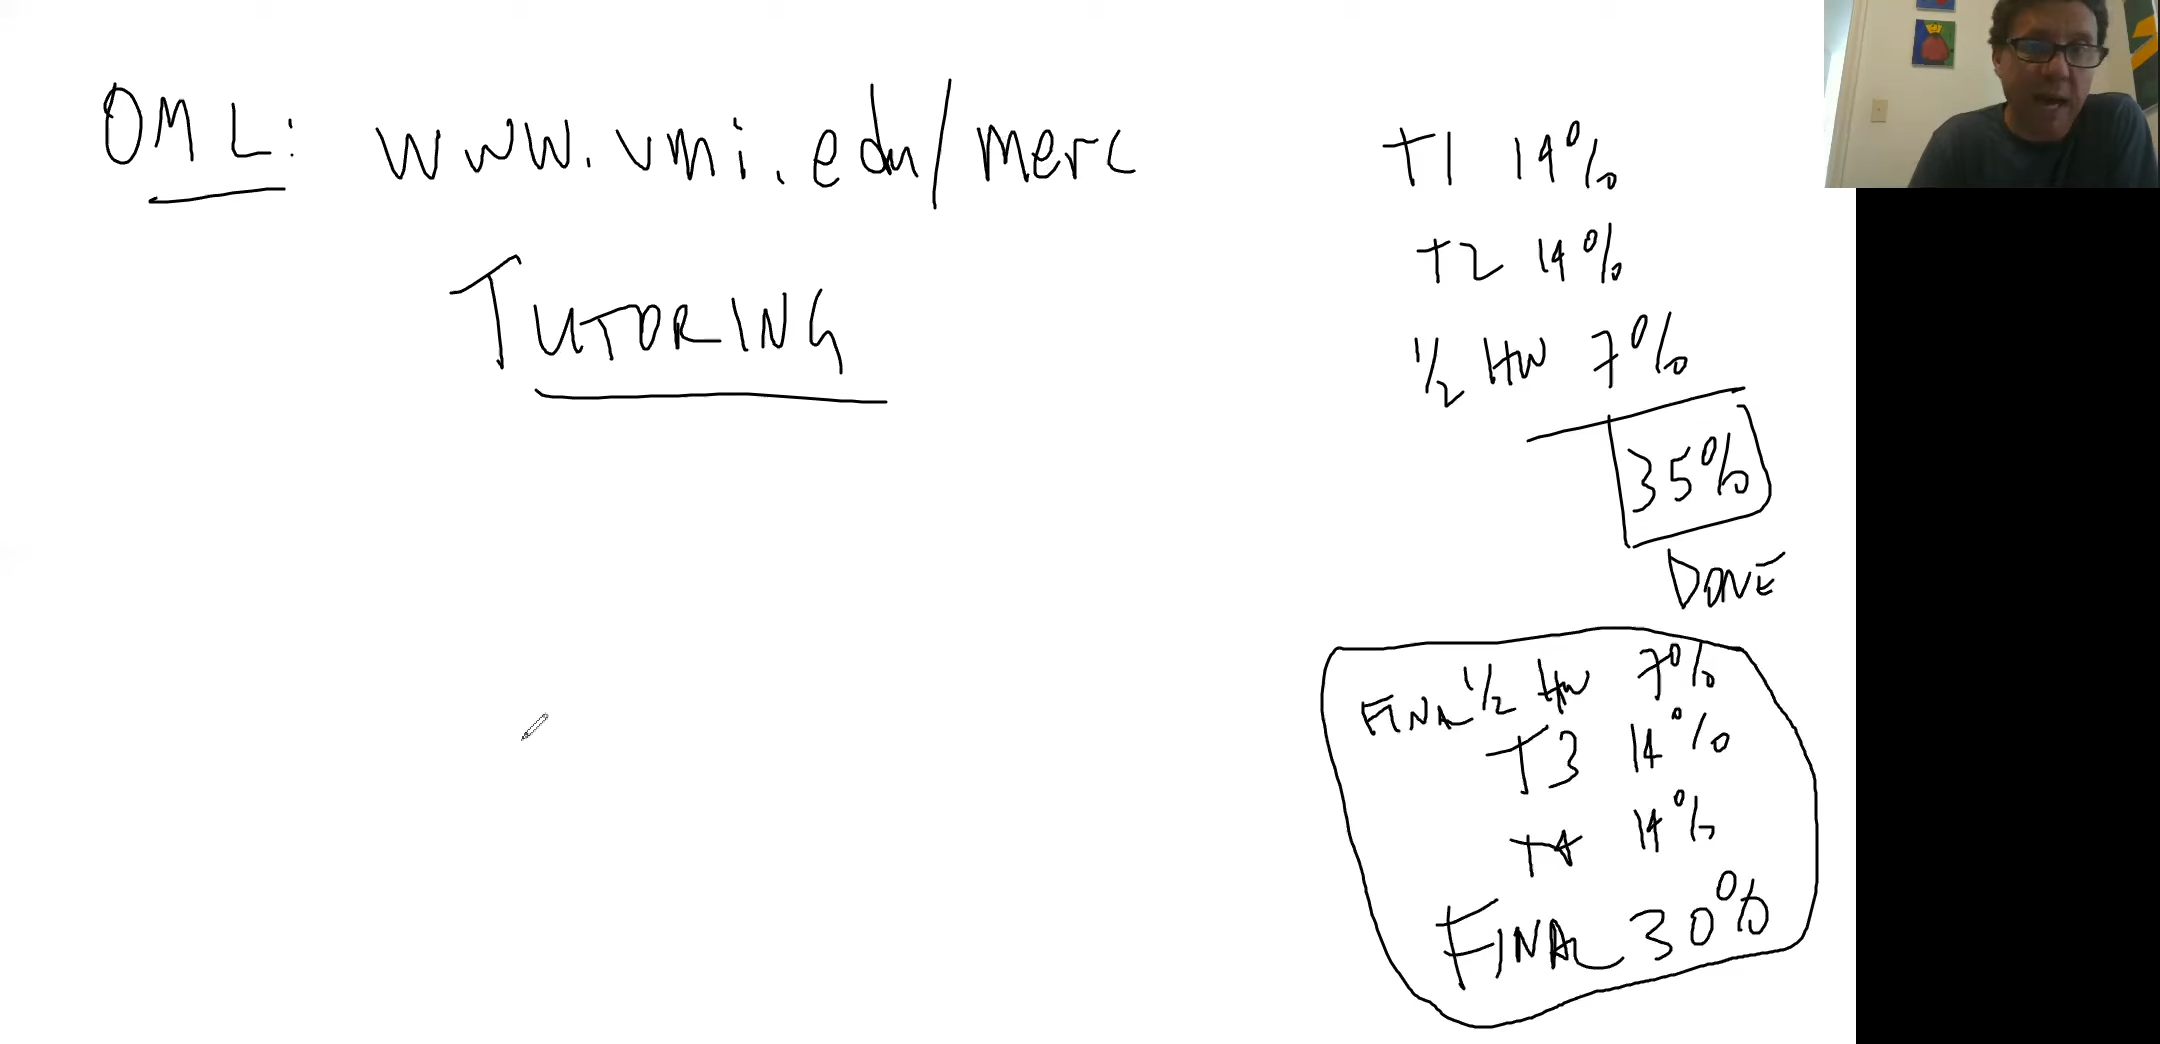 OML: www.vmi.edu/merc
TUTORING
T1 14%
T2 14%
1/2 HW 7%
35%
DONE
FINAL 1/2 HW 7%
T3 14%
T4 14%
FINAL 30%